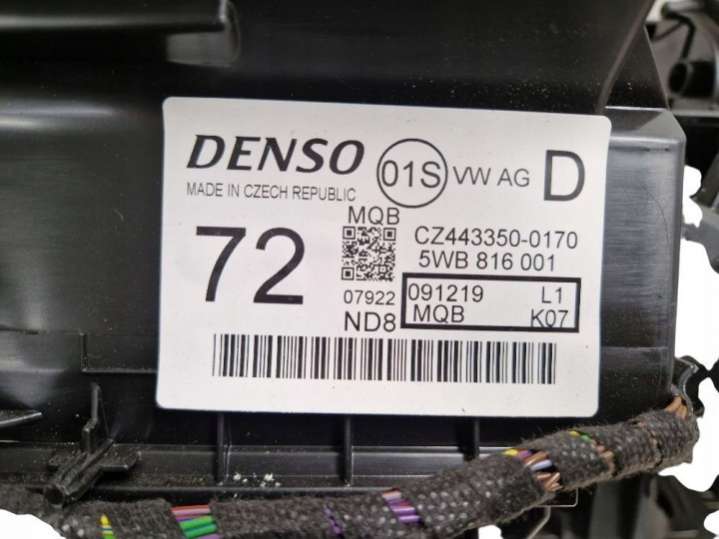 DENSO 01S VW AG D
MADE IN CZECH REPUBLIC
MQB
72 CZ443350-0170
5WB 816 001
07922 091219 L1
ND8 MQB K07